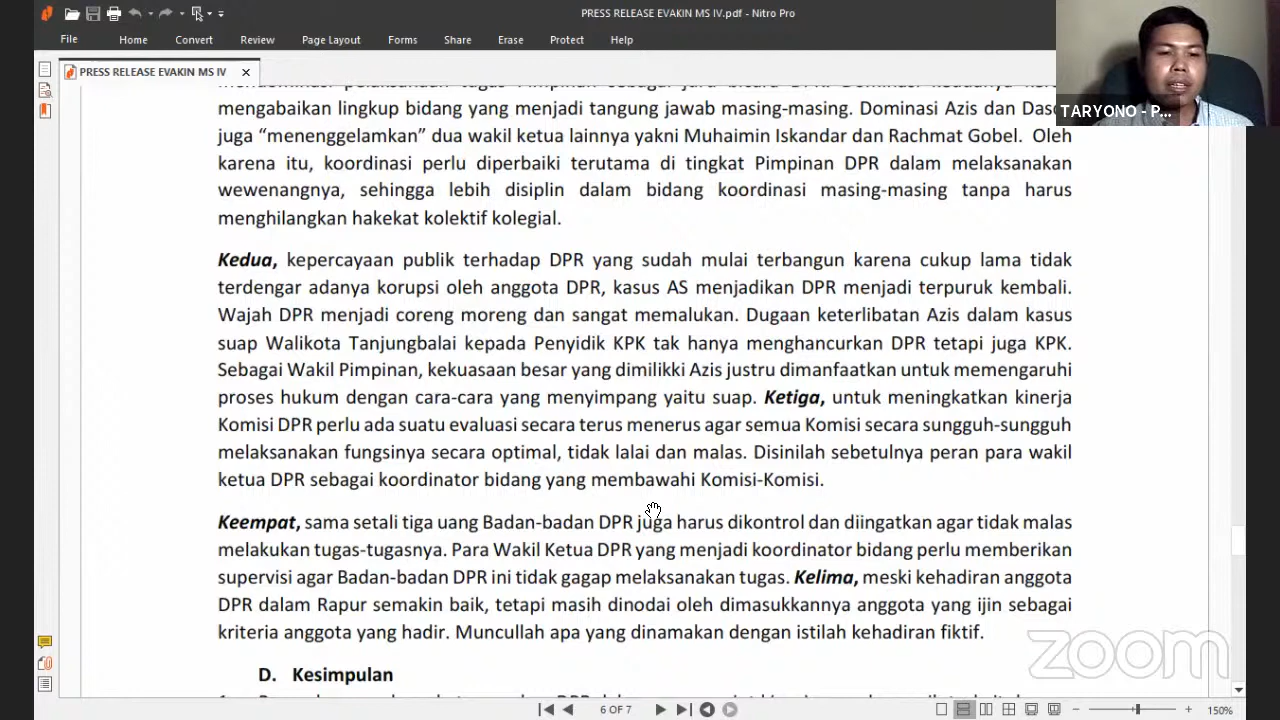 PRESS RELEASE EVAKIN MS IV.pdf - Nitro Pro
File Home Convert Review Page Layout Forms Share Erase Protect Help
PRESS RELEASE EVAKIN MS IV
TARYONO - P...
mengabaikan lingkup bidang yang menjadi tangung jawab masing-masing. Dominasi Azis dan Dasco
juga “menenggelamkan” dua wakil ketua lainnya yakni Muhaimin Iskandar dan Rachmat Gobel. Oleh
karena itu, koordinasi perlu diperbaiki terutama di tingkat Pimpinan DPR dalam melaksanakan
wewenangnya, sehingga lebih disiplin dalam bidang koordinasi masing-masing tanpa harus
menghilangkan hakekat kolektif kolegial.
Kedua, kepercayaan publik terhadap DPR yang sudah mulai terbangun karena cukup lama tidak
terdengar adanya korupsi oleh anggota DPR, kasus AS menjadikan DPR menjadi terpuruk kembali.
Wajah DPR menjadi coreng moreng dan sangat memalukan. Dugaan keterlibatan Azis dalam kasus
suap Walikota Tanjungbalai kepada Penyidik KPK tak hanya menghancurkan DPR tetapi juga KPK.
Sebagai Wakil Pimpinan, kekuasaan besar yang dimilikki Azis justru dimanfaatkan untuk memengaruhi
proses hukum dengan cara-cara yang menyimpang yaitu suap. Ketiga, untuk meningkatkan kinerja
Komisi DPR perlu ada suatu evaluasi secara terus menerus agar semua Komisi secara sungguh-sungguh
melaksanakan fungsinya secara optimal, tidak lalai dan malas. Disinilah sebetulnya peran para wakil
ketua DPR sebagai koordinator bidang yang membawahi Komisi-Komisi.
Keempat, sama setali tiga uang Badan-badan DPR juga harus dikontrol dan diingatkan agar tidak malas
melakukan tugas-tugasnya. Para Wakil Ketua DPR yang menjadi koordinator bidang perlu memberikan
supervisi agar Badan-badan DPR ini tidak gagap melaksanakan tugas. Kelima, meski kehadiran anggota
DPR dalam Rapur semakin baik, tetapi masih dinodai oleh dimasukkannya anggota yang ijin sebagai
kriteria anggota yang hadir. Muncullah apa yang dinamakan dengan istilah kehadiran fiktif.
zoom
D. Kesimpulan
6 OF 7
150%